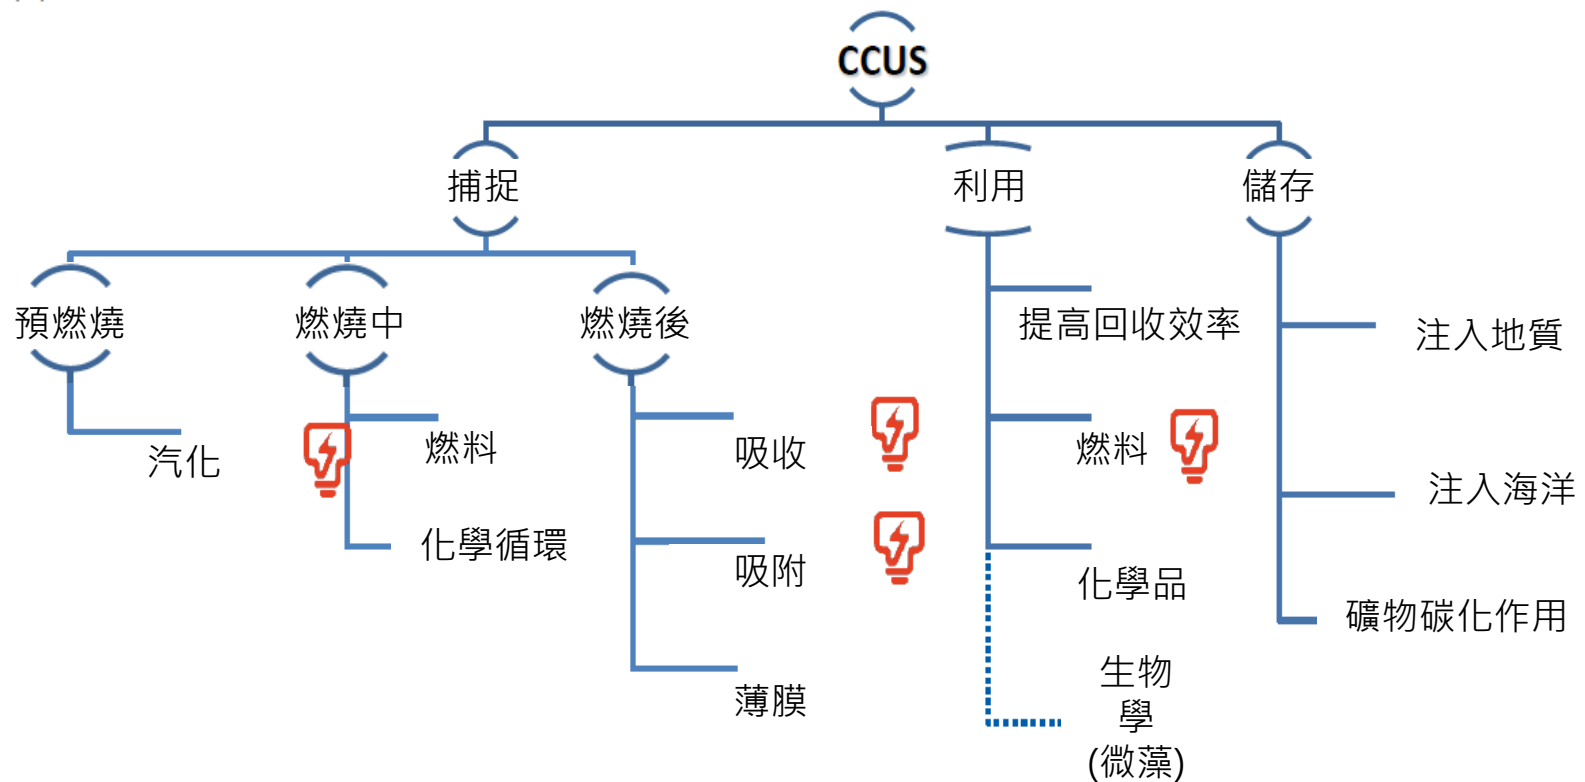 CCUS
捕捉
利用
儲存
預燃燒
燃燒中
燃燒後
提高回收效率
注入地質
汽化
燃料
吸收
燃料
注入海洋
化學循環
吸附
化學品
礦物碳化作用
薄膜
生物
學
(微藻)